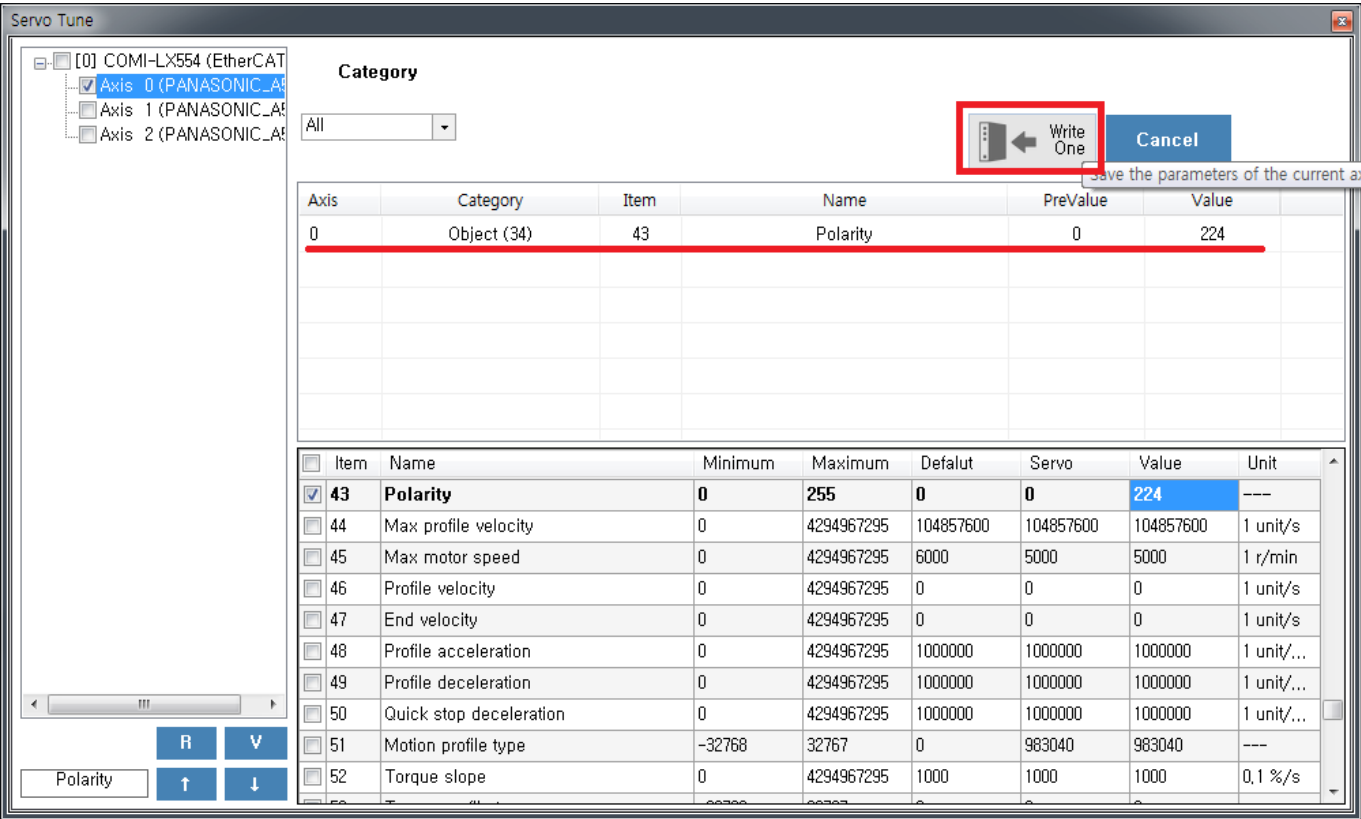 Servo Tune
[0] COMI-LX554 (EtherCAT
Axis 0 (PANASONIC_A5
Axis 1 (PANASONIC_A5
Axis 2 (PANASONIC_A5
Category
All
Write
One
Cancel
Save the parameters of the current ax
Axis Category Item Name PreValue Value
0 Object (34) 43 Polarity 0 224
Item Name Minimum Maximum Defalut Servo Value Unit
43 Polarity 0 255 0 0 224 ---
44 Max profile velocity 0 4294967295 104857600 104857600 104857600 1 unit/s
45 Max motor speed 0 4294967295 6000 5000 5000 1 r/min
46 Profile velocity 0 4294967295 0 0 0 1 unit/s
47 End velocity 0 4294967295 0 0 0 1 unit/s
48 Profile acceleration 0 4294967295 1000000 1000000 1000000 1 unit/...
49 Profile deceleration 0 4294967295 1000000 1000000 1000000 1 unit/...
50 Quick stop deceleration 0 4294967295 1000000 1000000 1000000 1 unit/...
51 Motion profile type -32768 32767 0 983040 983040 ---
52 Torque slope 0 4294967295 1000 1000 1000 0.1 %/s
R V
Polarity ↑ ↓